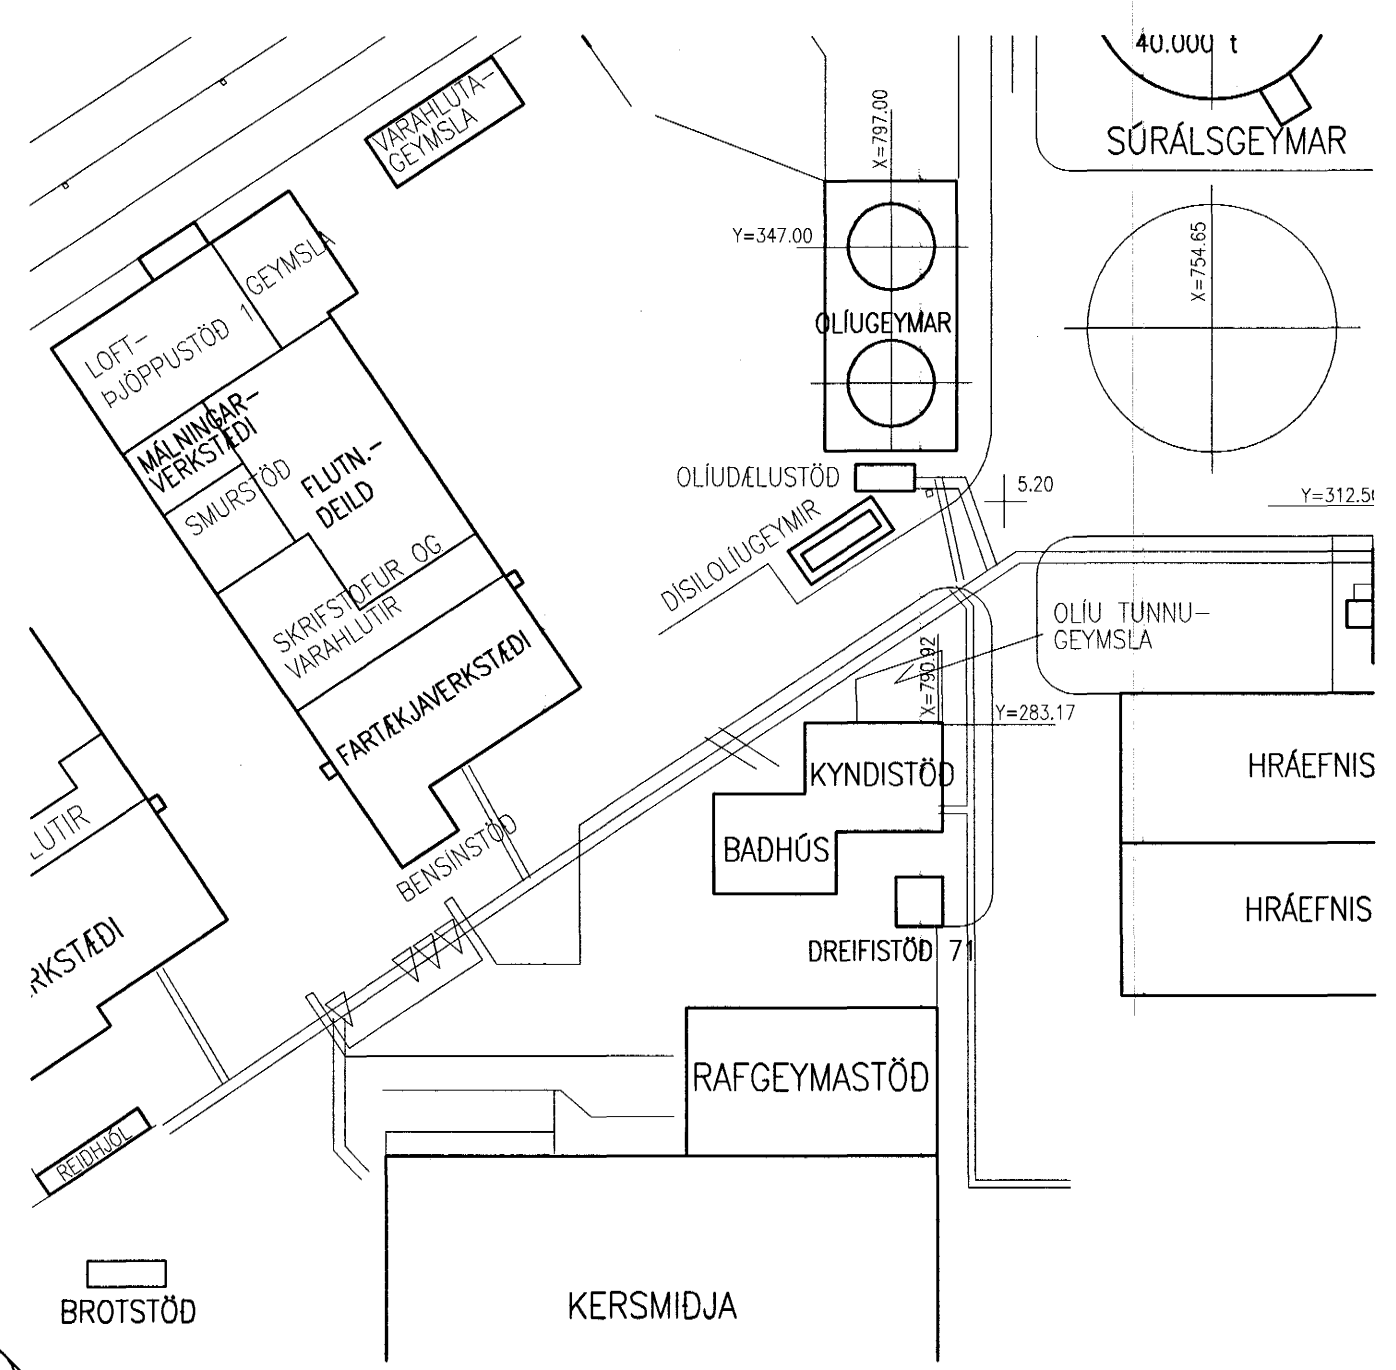 40.000 t
SÚRÁLSGEYMAR
VARAHLUTA-
GEYMSLA
X=797.00
Y=347.00
X=754.65
GEYMSLA
OLÍUGEYMAR
LOFT-
ÞJÖPPUSTÖÐ 1
MÁLNINGAR-
VERKSTÆÐI
SMURSTÖÐ
FLUTN.-
DEILD
OLÍUDÆLUSTÖÐ
5.20
Y=312.50
DÍSILOLÍUGEYMIR
SKRIFSTOFUR OG
VARAHLUTIR
OLÍU TUNNU-
GEYMSLA
X=790.92
Y=283.17
FARTÆKJAVERKSTÆÐI
KYNDISTÖÐ
HRÁEFNIS
BAÐHÚS
LUTIR
BENSÍNSTÖÐ
HRÁEFNIS
RKSTÆÐI
DREIFISTÖÐ 71
RAFGEYMASTÖÐ
REIÐHJÓL
KERSMIÐJA
BROTSTÖÐ